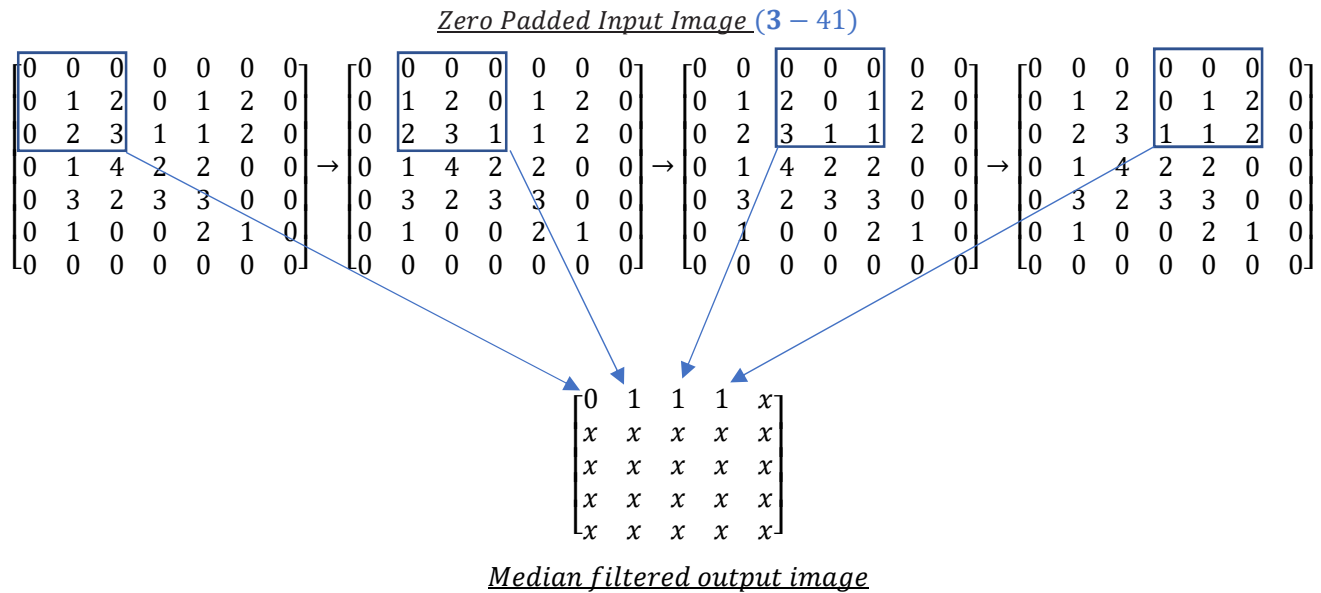 Zero Padded Input Image (3 − 41)
0 0 0 0 0 0 0 0 0 0 0 0 0 0 0 0 0 0 0 0 0 0 0 0 0 0 0 0
0 1 2 0 1 2 0 0 1 2 0 1 2 0 0 1 2 0 1 2 0 0 1 2 0 1 2 0
0 2 3 1 1 2 0 0 2 3 1 1 2 0 0 2 3 1 1 2 0 0 2 3 1 1 2 0
0 1 4 2 2 0 0 → 0 1 4 2 2 0 0 → 0 1 4 2 2 0 0 → 0 1 4 2 2 0 0
0 3 2 3 3 0 0 0 3 2 3 3 0 0 0 3 2 3 3 0 0 0 3 2 3 3 0 0
0 1 0 0 2 1 0 0 1 0 0 2 1 0 0 1 0 0 2 1 0 0 1 0 0 2 1 0
0 0 0 0 0 0 0 0 0 0 0 0 0 0 0 0 0 0 0 0 0 0 0 0 0 0 0 0
0 1 1 1 x
x x x x x
x x x x x
x x x x x
x x x x x
Median filtered output image